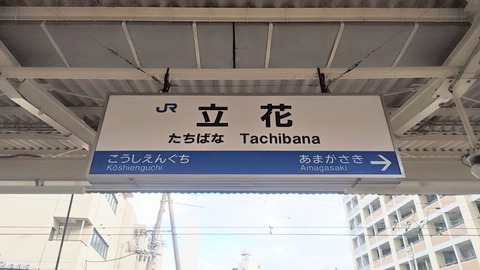 JR 立花
たちばな Tachibana
こうしえんぐち あまがさき
Kōshienguchi Amagasaki →